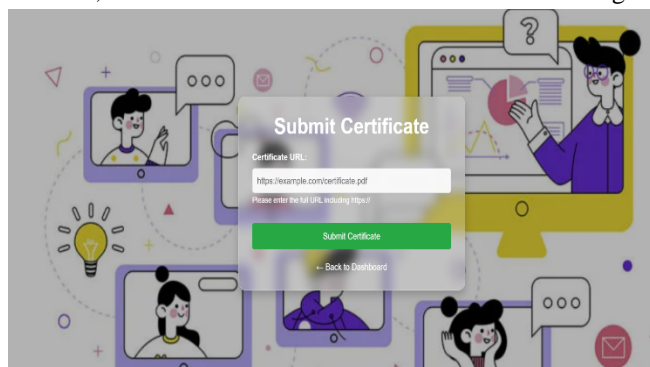 ?
Submit Certificate
Certificate URL:
https://example.com/certificate.pdf
Please enter the full URL including https://
Submit Certificate
← Back to Dashboard